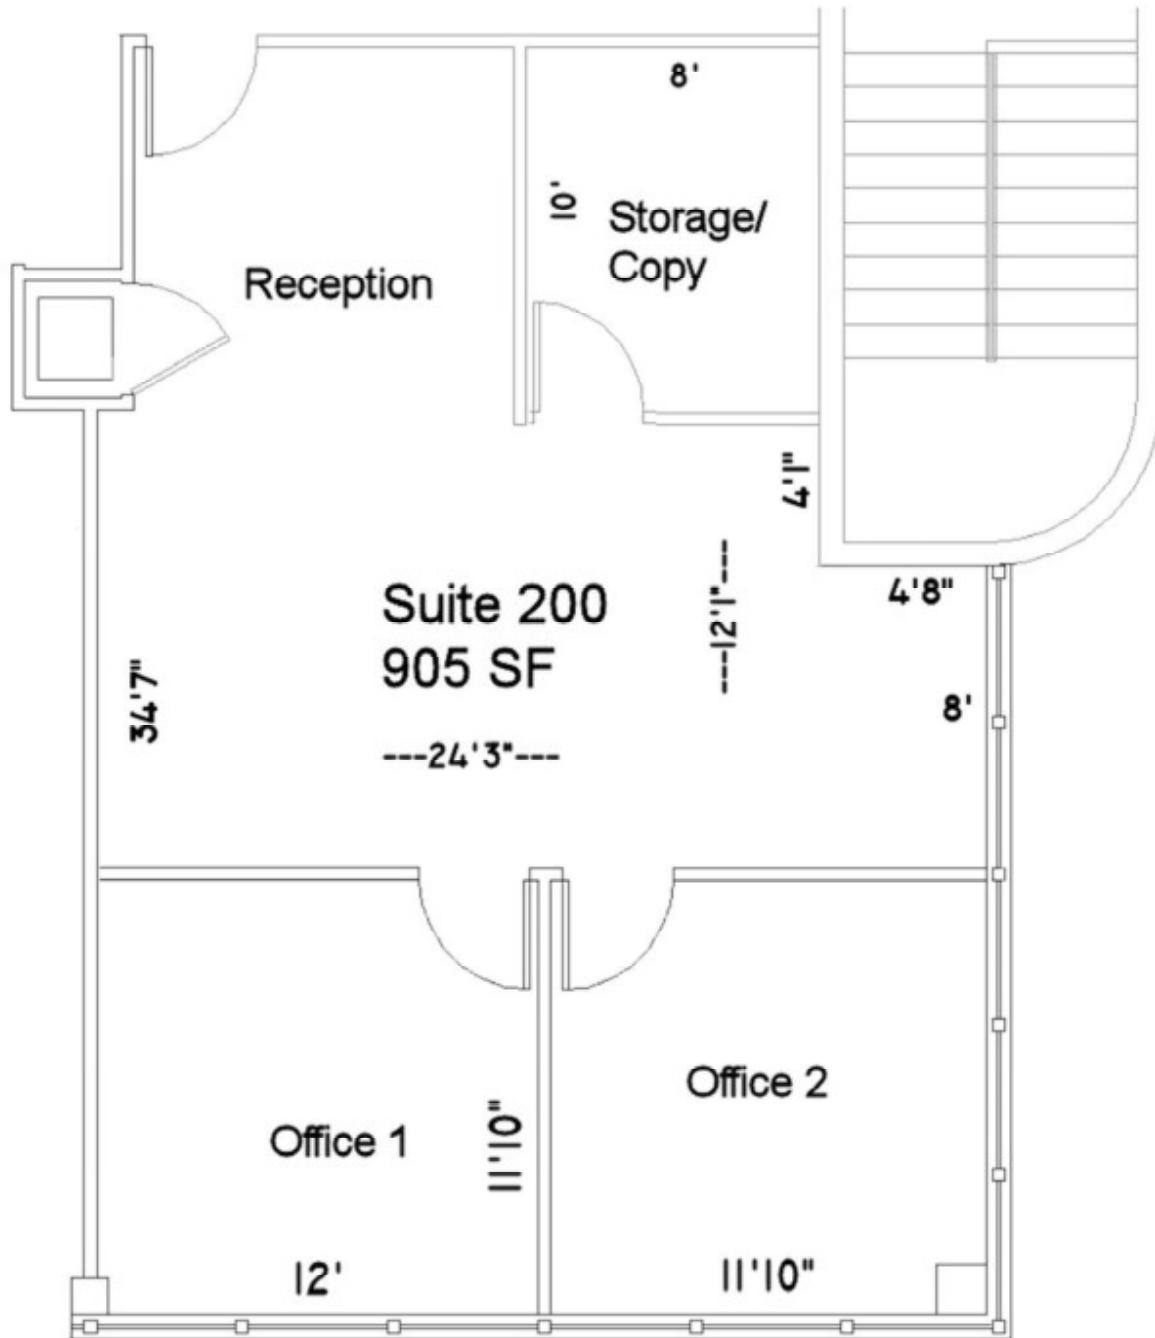 8'
10'
Storage/
Copy
Reception
4'1"
Suite 200
905 SF
---12'1"---
4'8"
34'7"
8'
---24'3"---
Office 2
11'10"
Office 1
12'
11'10"